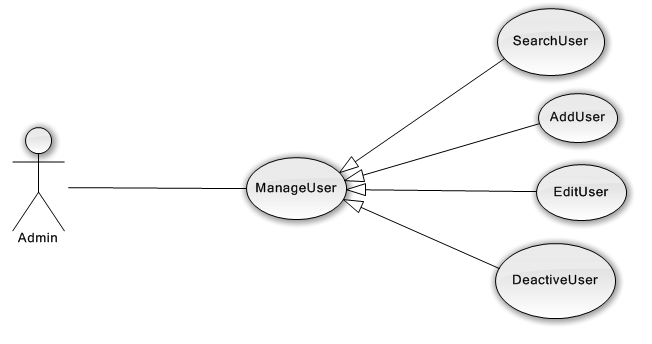 SearchUser
AddUser
ManageUser
EditUser
Admin
DeactiveUser